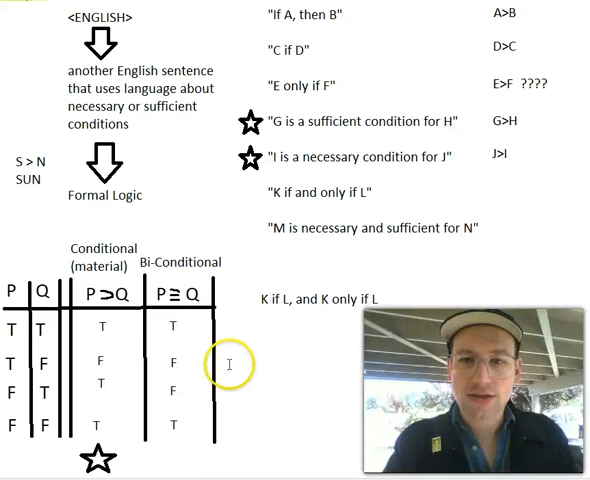 <ENGLISH>
another English sentence
that uses language about
necessary or sufficient
conditions
S > N
SUN
Formal Logic
"If A, then B" A>B
"C if D" D>C
"E only if F" E>F ????
"G is a sufficient condition for H" G>H
"I is a necessary condition for J" J>I
"K if and only if L"
"M is necessary and sufficient for N"
K if L, and K only if L
Conditional
(material)
Bi-Conditional
P Q P⊃Q P≡Q
T T T T
T F F F
F T T F
F F T T